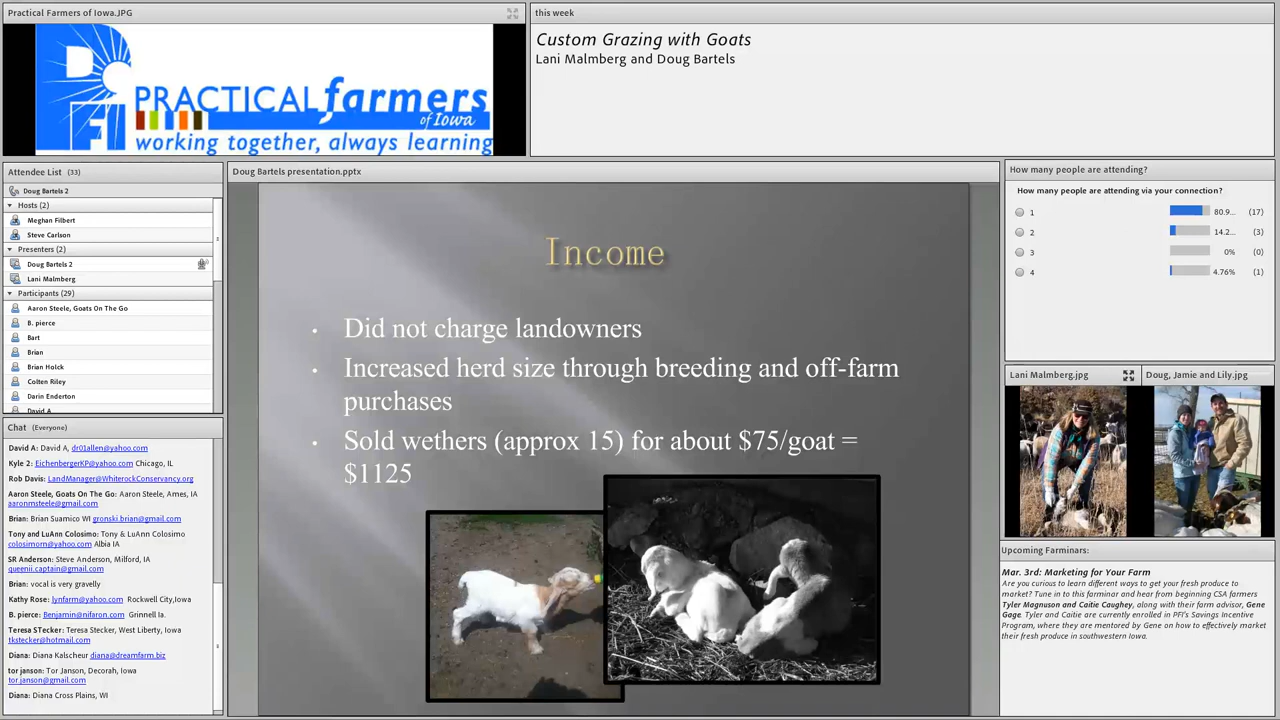 Practical Farmers of Iowa.JPG
PFI
PRACTICAL farmers
of Iowa
working together, always learning
this week
Custom Grazing with Goats
Lani Malmberg and Doug Bartels
Attendee List (33)
Doug Bartels 2
Hosts (2)
Meghan Filbert
Steve Carlson
Presenters (2)
Doug Bartels 2
Lani Malmberg
Participants (29)
Aaron Steele, Goats On The Go
B. pierce
Bart
Brian
Brian Holck
Colten Riley
Darin Enderton
David A
Chat (Everyone)
David A: David A, dr01allen@yahoo.com
Kyle 2: EichenbergerKP@yahoo.com Chicago, IL
Rob Davis: LandManager@WhiterockConservancy.org
Aaron Steele, Goats On The Go: Aaron Steele, Ames, IA
aaronmsteele@gmail.com
Brian: Brian Suamico WI gronski.brian@gmail.com
Tony and LuAnn Colosimo: Tony & LuAnn Colosimo
colosimorn@yahoo.com Albia IA
SR Anderson: Steve Anderson, Milford, IA
queenii.captain@gmail.com
Brian: vocal is very gravelly
Kathy Rose: lynfarm@yahoo.com Rockwell City,Iowa
B. pierce: Benjamin@nifaron.com Grinnell Ia.
Teresa STecker: Teresa Stecker, West Liberty, Iowa
tkstecker@hotmail.com
Diana: Diana Kalscheur diana@dreamfarm.biz
tor janson: Tor Janson, Decorah, Iowa
tor.janson@gmail.com
Diana: Diana Cross Plains, WI
Doug Bartels presentation.pptx
Income
• Did not charge landowners
• Increased herd size through breeding and off-farm
purchases
• Sold wethers (approx 15) for about $75/goat =
$1125
How many people are attending?
How many people are attending via your connection?
1 80.9... (17)
2 14.2... (3)
3 0% (0)
4 4.76% (1)
Lani Malmberg.jpg
Doug, Jamie and Lily.jpg
Upcoming Farminars:
Mar. 3rd: Marketing for Your Farm
Are you curious to learn different ways to get your fresh produce to
market? Tune in to this farminar and hear from beginning CSA farmers
Tyler Magnuson and Caitie Caughey, along with their farm advisor, Gene
Gage. Tyler and Caitie are currently enrolled in PFI's Savings Incentive
Program, where they are mentored by Gene on how to effectively market
their fresh produce in southwestern Iowa.